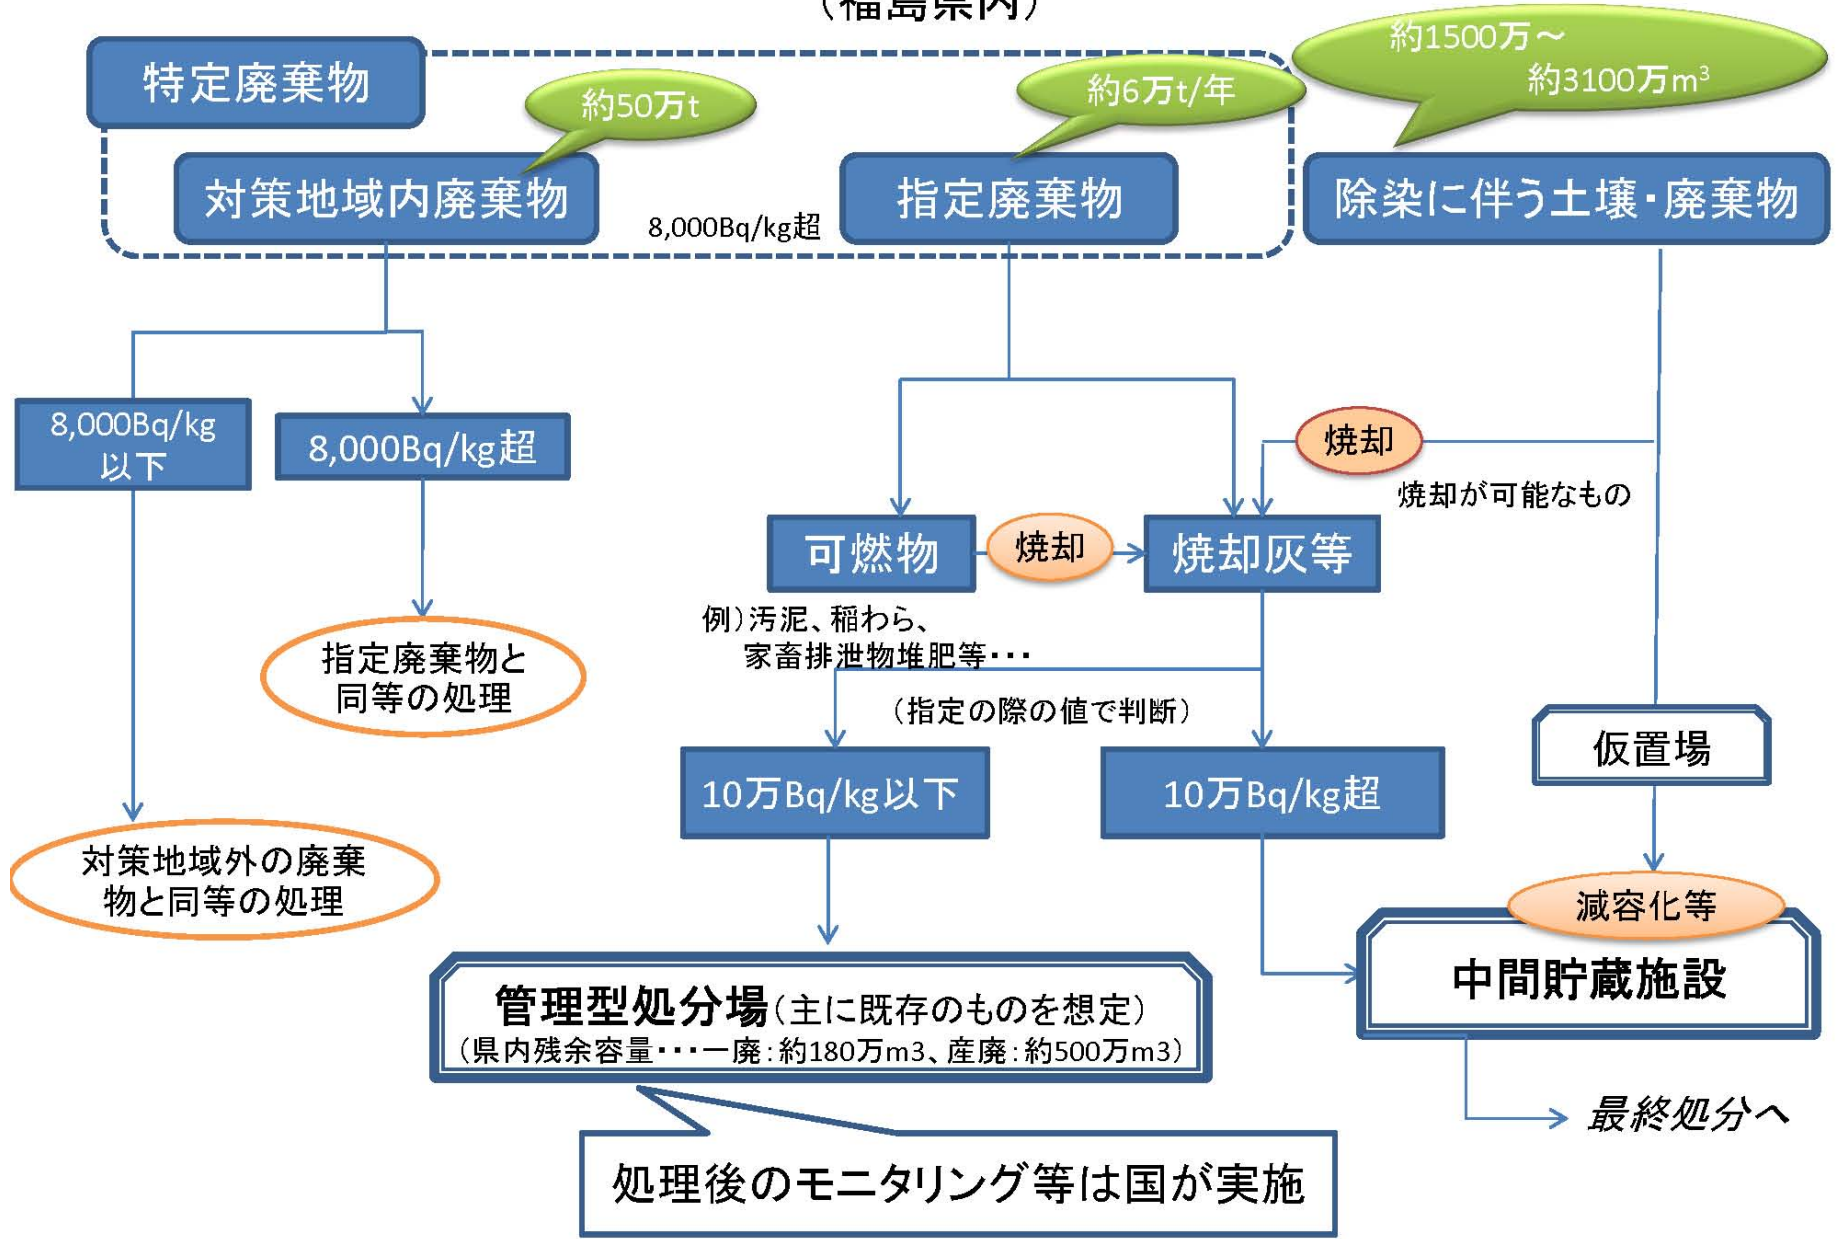 （福島県内）
特定廃棄物
約50万t
約6万t/年
約1500万～
約3100万m³
対策地域内廃棄物
8,000Bq/kg超
指定廃棄物
除染に伴う土壌・廃棄物
8,000Bq/kg
以下
8,000Bq/kg超
焼却
焼却が可能なもの
可燃物
焼却
焼却灰等
例）汚泥、稲わら、
家畜排泄物堆肥等・・・
指定廃棄物と
同等の処理
（指定の際の値で判断）
10万Bq/kg以下
10万Bq/kg超
仮置場
対策地域外の廃棄
物と同等の処理
減容化等
中間貯蔵施設
管理型処分場（主に既存のものを想定）
（県内残余容量・・・一廃：約180万m3、産廃：約500万m3）
最終処分へ
処理後のモニタリング等は国が実施